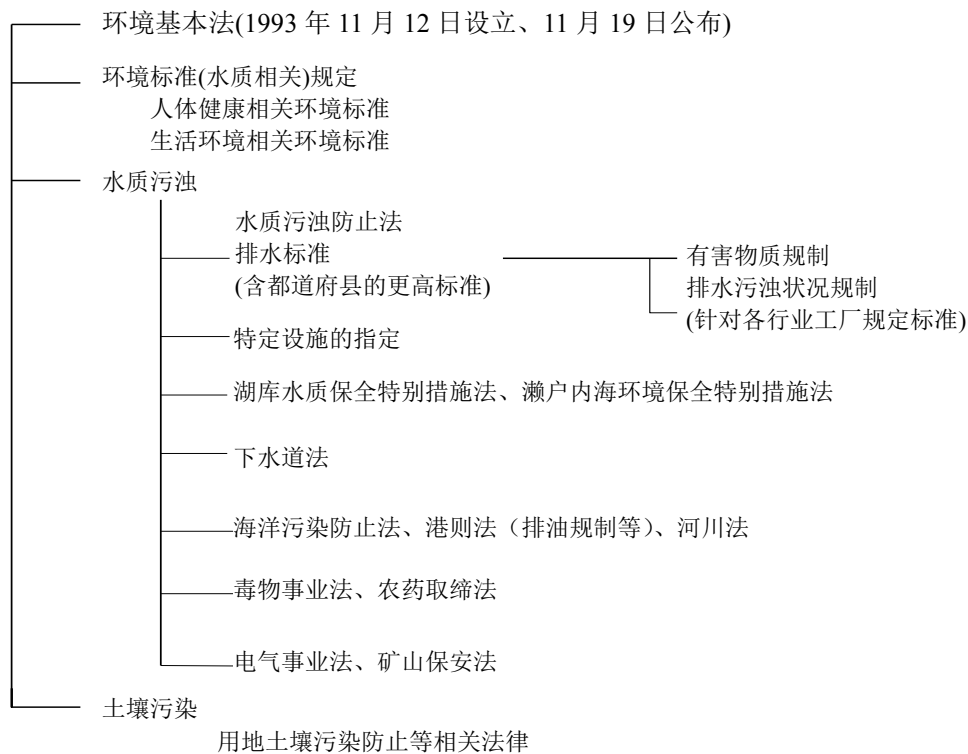 环境基本法(1993 年 11 月 12 日设立、11 月 19 日公布)
环境标准(水质相关)规定
人体健康相关环境标准
生活环境相关环境标准
水质污浊
水质污浊防止法
排水标准
(含都道府县的更高标准)
有害物质规制
排水污浊状况规制
(针对各行业工厂规定标准)
特定设施的指定
湖库水质保全特别措施法、濑户内海环境保全特别措施法
下水道法
海洋污染防止法、港则法（排油规制等）、河川法
毒物事业法、农药取缔法
电气事业法、矿山保安法
土壤污染
用地土壤污染防止等相关法律